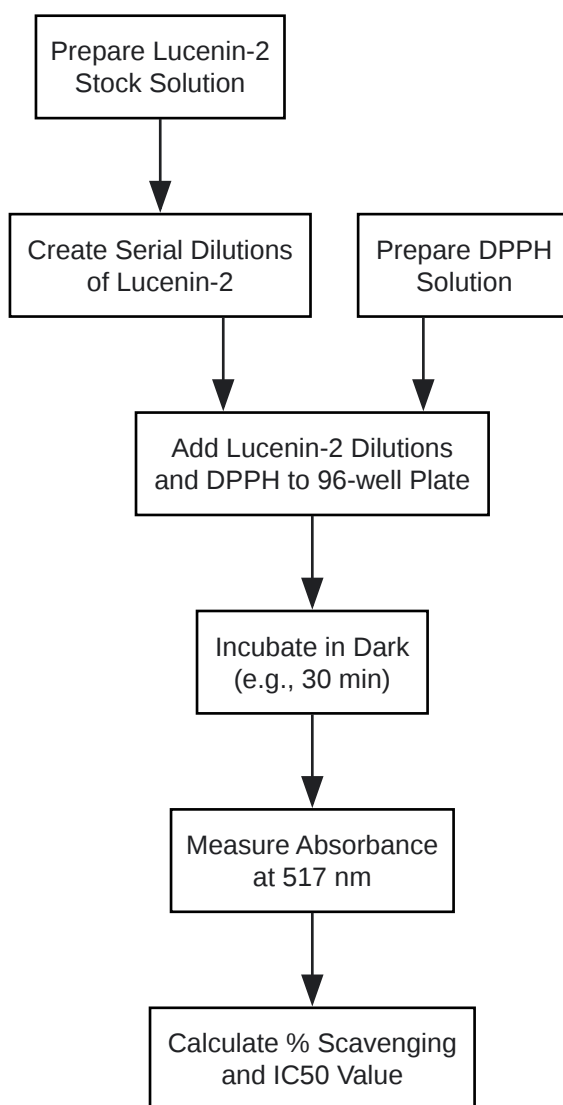 Prepare Lucenin-2
Stock Solution
Create Serial Dilutions
of Lucenin-2
Prepare DPPH
Solution
Add Lucenin-2 Dilutions
and DPPH to 96-well Plate
Incubate in Dark
(e.g., 30 min)
Measure Absorbance
at 517 nm
Calculate % Scavenging
and IC50 Value